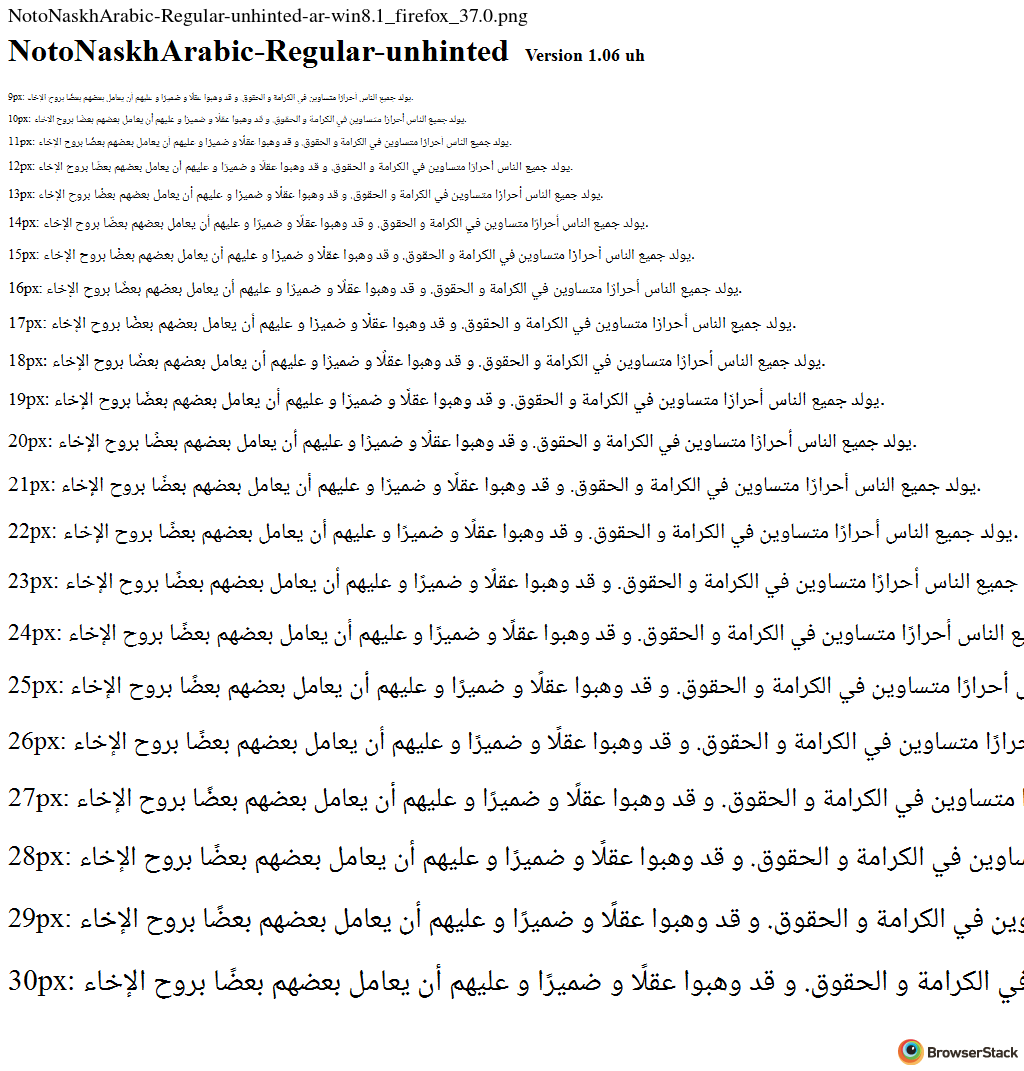 NotoNaskhArabic-Regular-unhinted-ar-win8.1_firefox_37.0.png
NotoNaskhArabic-Regular-unhinted Version 1.06 uh
9px: يولد جميع الناس أحرارًا متساوين في الكرامة و الحقوق. و قد وهبوا عقلًا و ضميرًا و عليهم أن يعامل بعضهم بعضًا بروح الإخاء.
10px: يولد جميع الناس أحرارًا متساوين في الكرامة و الحقوق. و قد وهبوا عقلًا و ضميرًا و عليهم أن يعامل بعضهم بعضًا بروح الإخاء.
11px: يولد جميع الناس أحرارًا متساوين في الكرامة و الحقوق. و قد وهبوا عقلًا و ضميرًا و عليهم أن يعامل بعضهم بعضًا بروح الإخاء.
12px: يولد جميع الناس أحرارًا متساوين في الكرامة و الحقوق. و قد وهبوا عقلًا و ضميرًا و عليهم أن يعامل بعضهم بعضًا بروح الإخاء.
13px: يولد جميع الناس أحرارًا متساوين في الكرامة و الحقوق. و قد وهبوا عقلًا و ضميرًا و عليهم أن يعامل بعضهم بعضًا بروح الإخاء.
14px: يولد جميع الناس أحرارًا متساوين في الكرامة و الحقوق. و قد وهبوا عقلًا و ضميرًا و عليهم أن يعامل بعضهم بعضًا بروح الإخاء.
15px: يولد جميع الناس أحرارًا متساوين في الكرامة و الحقوق. و قد وهبوا عقلًا و ضميرًا و عليهم أن يعامل بعضهم بعضًا بروح الإخاء.
16px: يولد جميع الناس أحرارًا متساوين في الكرامة و الحقوق. و قد وهبوا عقلًا و ضميرًا و عليهم أن يعامل بعضهم بعضًا بروح الإخاء.
17px: يولد جميع الناس أحرارًا متساوين في الكرامة و الحقوق. و قد وهبوا عقلًا و ضميرًا و عليهم أن يعامل بعضهم بعضًا بروح الإخاء.
18px: يولد جميع الناس أحرارًا متساوين في الكرامة و الحقوق. و قد وهبوا عقلًا و ضميرًا و عليهم أن يعامل بعضهم بعضًا بروح الإخاء.
19px: يولد جميع الناس أحرارًا متساوين في الكرامة و الحقوق. و قد وهبوا عقلًا و ضميرًا و عليهم أن يعامل بعضهم بعضًا بروح الإخاء.
20px: يولد جميع الناس أحرارًا متساوين في الكرامة و الحقوق. و قد وهبوا عقلًا و ضميرًا و عليهم أن يعامل بعضهم بعضًا بروح الإخاء.
21px: يولد جميع الناس أحرارًا متساوين في الكرامة و الحقوق. و قد وهبوا عقلًا و ضميرًا و عليهم أن يعامل بعضهم بعضًا بروح الإخاء.
22px: يولد جميع الناس أحرارًا متساوين في الكرامة و الحقوق. و قد وهبوا عقلًا و ضميرًا و عليهم أن يعامل بعضهم بعضًا بروح الإخاء.
23px: جميع الناس أحرارًا متساوين في الكرامة و الحقوق. و قد وهبوا عقلًا و ضميرًا و عليهم أن يعامل بعضهم بعضًا بروح الإخاء
24px: الناس أحرارًا متساوين في الكرامة و الحقوق. و قد وهبوا عقلًا و ضميرًا و عليهم أن يعامل بعضهم بعضًا بروح الإخاء
25px: أحرارًا متساوين في الكرامة و الحقوق. و قد وهبوا عقلًا و ضميرًا و عليهم أن يعامل بعضهم بعضًا بروح الإخاء
26px: متساوين في الكرامة و الحقوق. و قد وهبوا عقلًا و ضميرًا و عليهم أن يعامل بعضهم بعضًا بروح الإخاء
27px: متساوين في الكرامة و الحقوق. و قد وهبوا عقلًا و ضميرًا و عليهم أن يعامل بعضهم بعضًا بروح الإخاء
28px: في الكرامة و الحقوق. و قد وهبوا عقلًا و ضميرًا و عليهم أن يعامل بعضهم بعضًا بروح الإخاء
29px: في الكرامة و الحقوق. و قد وهبوا عقلًا و ضميرًا و عليهم أن يعامل بعضهم بعضًا بروح الإخاء
30px: في الكرامة و الحقوق. و قد وهبوا عقلًا و ضميرًا و عليهم أن يعامل بعضهم بعضًا بروح الإخاء
BrowserStack